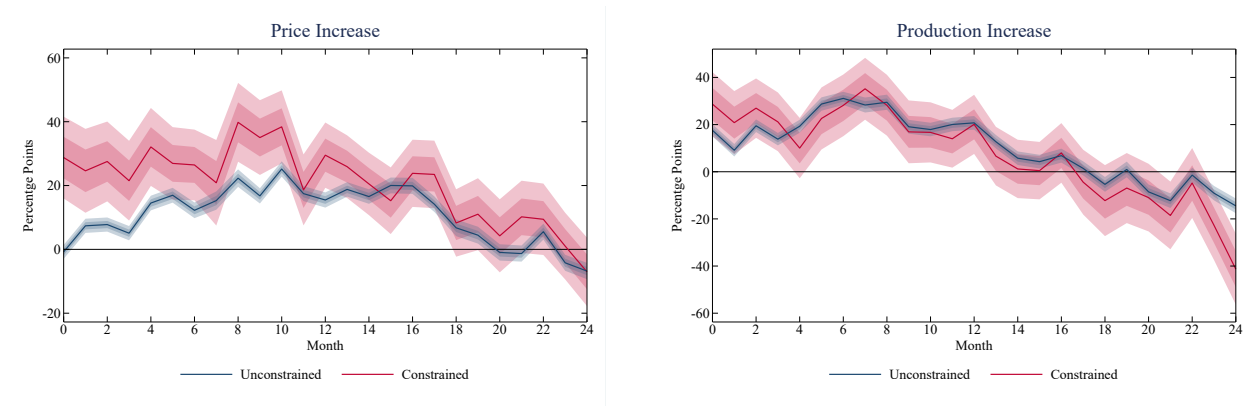 Price Increase
60
40
20
0
-20
Percentge Points
0 2 4 6 8 10 12 14 16 18 20 22 24
Month
Unconstrained Constrained
Production Increase
40
20
0
-20
-40
-60
Percentge Points
0 2 4 6 8 10 12 14 16 18 20 22 24
Month
Unconstrained Constrained